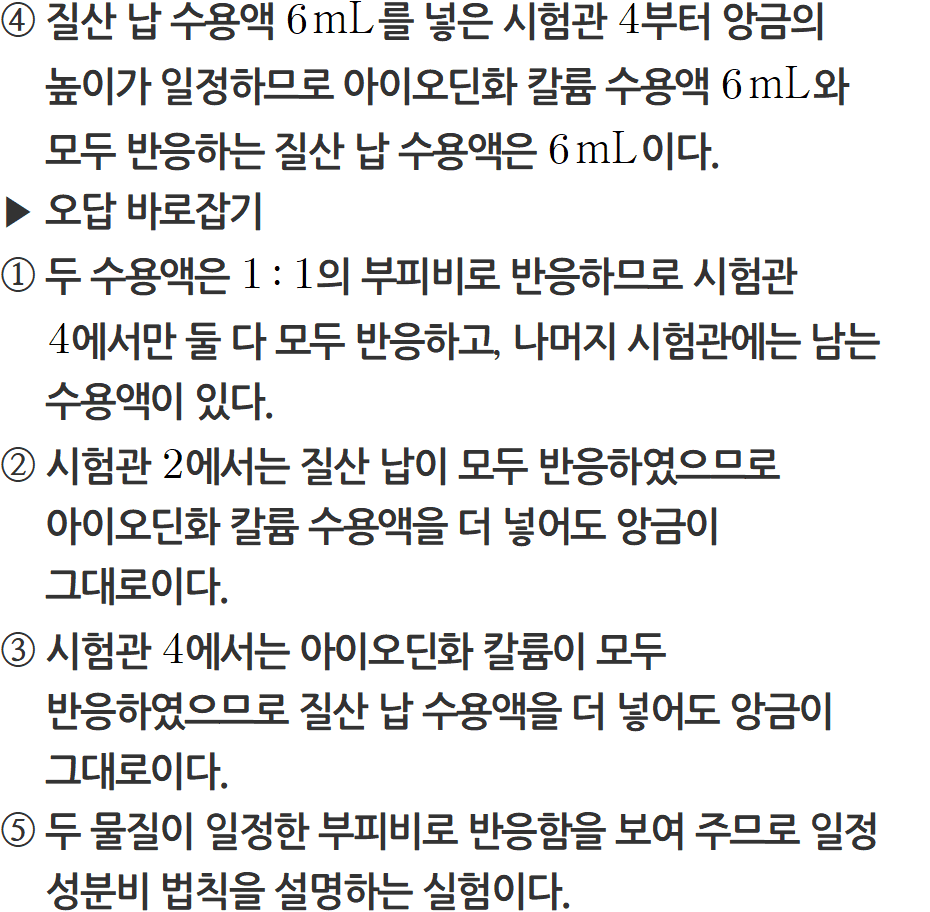 ④ 질산 납 수용액 6mL를 넣은 시험관 4부터 앙금의
높이가 일정하므로 아이오딘화 칼륨 수용액 6mL와
모두 반응하는 질산 납 수용액은 6mL이다.
▶ 오답 바로잡기
① 두 수용액은 1 : 1의 부피비로 반응하므로 시험관
4에서만 둘 다 모두 반응하고, 나머지 시험관에는 남는
수용액이 있다.
② 시험관 2에서는 질산 납이 모두 반응하였으므로
아이오딘화 칼륨 수용액을 더 넣어도 앙금이
그대로이다.
③ 시험관 4에서는 아이오딘화 칼륨이 모두
반응하였으므로 질산 납 수용액을 더 넣어도 앙금이
그대로이다.
⑤ 두 물질이 일정한 부피비로 반응함을 보여 주므로 일정
성분비 법칙을 설명하는 실험이다.